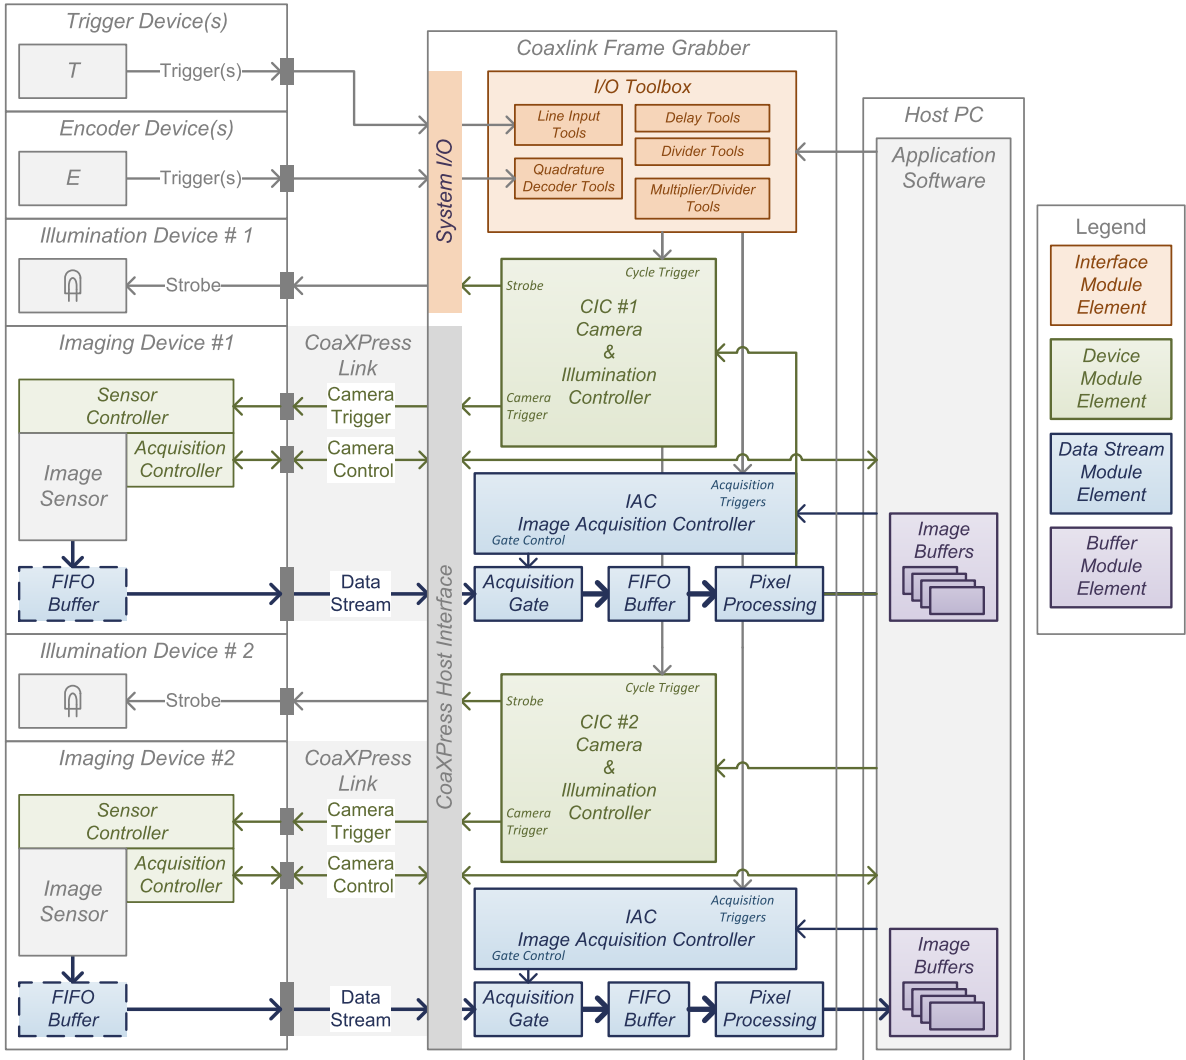 Trigger Device(s)
T
Trigger(s)
Encoder Device(s)
E
Trigger(s)
Illumination Device # 1
Strobe
Imaging Device #1
Sensor
Controller
Acquisition
Controller
Image
Sensor
FIFO
Buffer
CoaXPress
Link
Camera
Trigger
Camera
Control
Data
Stream
Illumination Device # 2
Strobe
Imaging Device #2
Sensor
Controller
Acquisition
Controller
Image
Sensor
FIFO
Buffer
CoaXPress
Link
Camera
Trigger
Camera
Control
Data
Stream
Coaxlink Frame Grabber
System I/O
CoaXPress Host Interface
I/O Toolbox
Line Input
Tools
Quadrature
Decoder Tools
Delay Tools
Divider Tools
Multiplier/Divider
Tools
Cycle Trigger
Strobe
CIC #1
Camera
&
Illumination
Controller
Camera
Trigger
Acquisition
Triggers
IAC
Image Acquisition Controller
Gate Control
Acquisition
Gate
FIFO
Buffer
Pixel
Processing
Cycle Trigger
Strobe
CIC #2
Camera
&
Illumination
Controller
Camera
Trigger
Acquisition
Triggers
IAC
Image Acquisition Controller
Gate Control
Acquisition
Gate
FIFO
Buffer
Pixel
Processing
Host PC
Application
Software
Image
Buffers
Image
Buffers
Legend
Interface
Module
Element
Device
Module
Element
Data Stream
Module
Element
Buffer
Module
Element